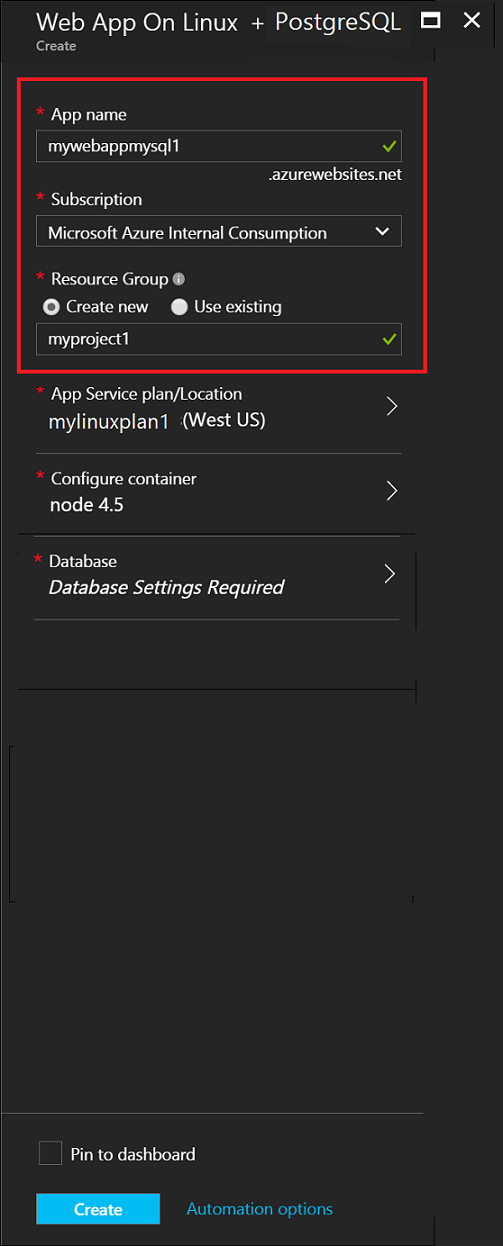 Web App On Linux + PostgreSQL
Create
* App name
mywebappmysql1
.azurewebsites.net
* Subscription
Microsoft Azure Internal Consumption
* Resource Group
Create new Use existing
myproject1
* App Service plan/Location
mylinuxplan1 (West US)
* Configure container
node 4.5
* Database
Database Settings Required
Pin to dashboard
Create Automation options